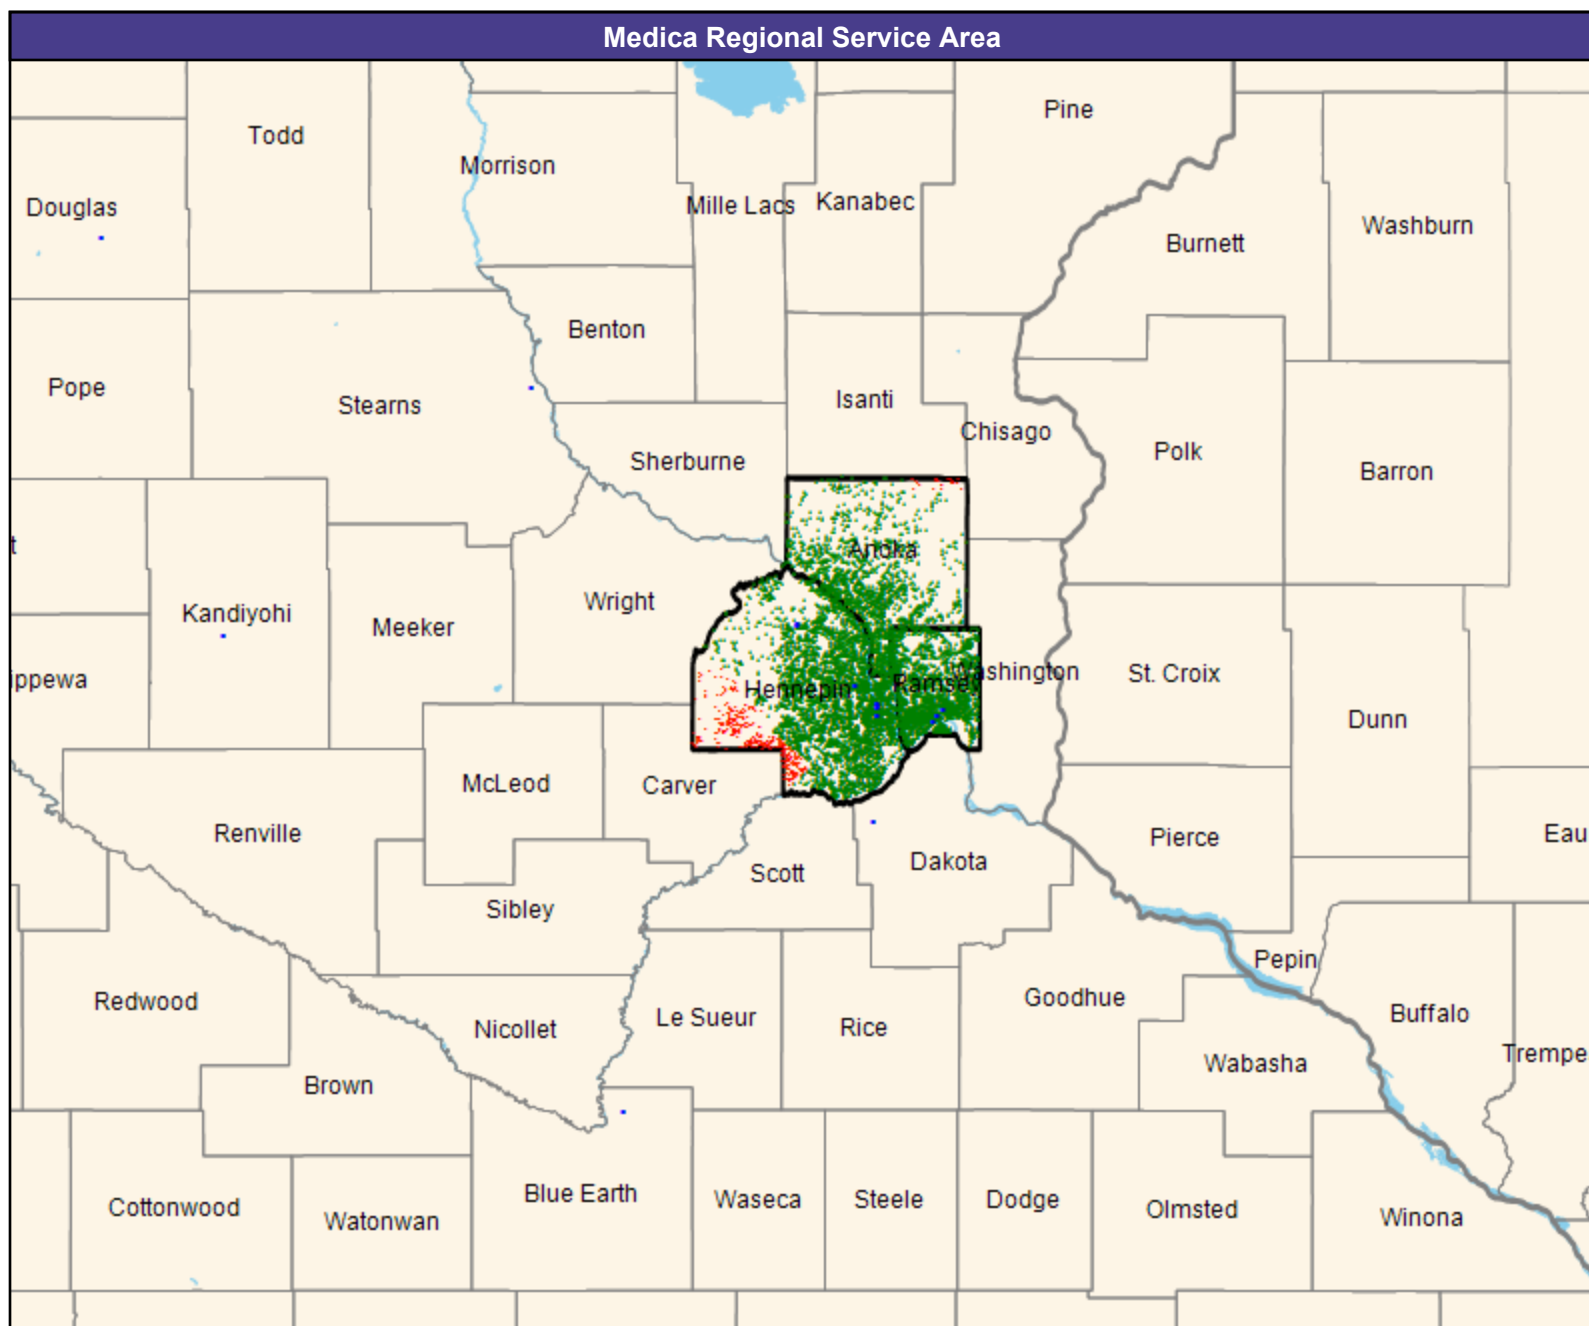 Medica Regional Service Area
Pine
Todd
Morrison
Douglas
Mille Lacs
Kanabec
Washburn
Burnett
Benton
Pope
Stearns
Isanti
Chisago
Polk
Sherburne
Barron
t
Anoka
Wright
Kandiyohi
Meeker
ippewa
Hennepin
Ramsey
Washington
St. Croix
Dunn
McLeod
Carver
Renville
Pierce
Eau
Scott
Dakota
Sibley
Pepin
Redwood
Goodhue
Nicollet
Le Sueur
Rice
Buffalo
Trempe
Wabasha
Brown
Blue Earth
Waseca
Steele
Dodge
Cottonwood
Watonwan
Olmsted
Winona